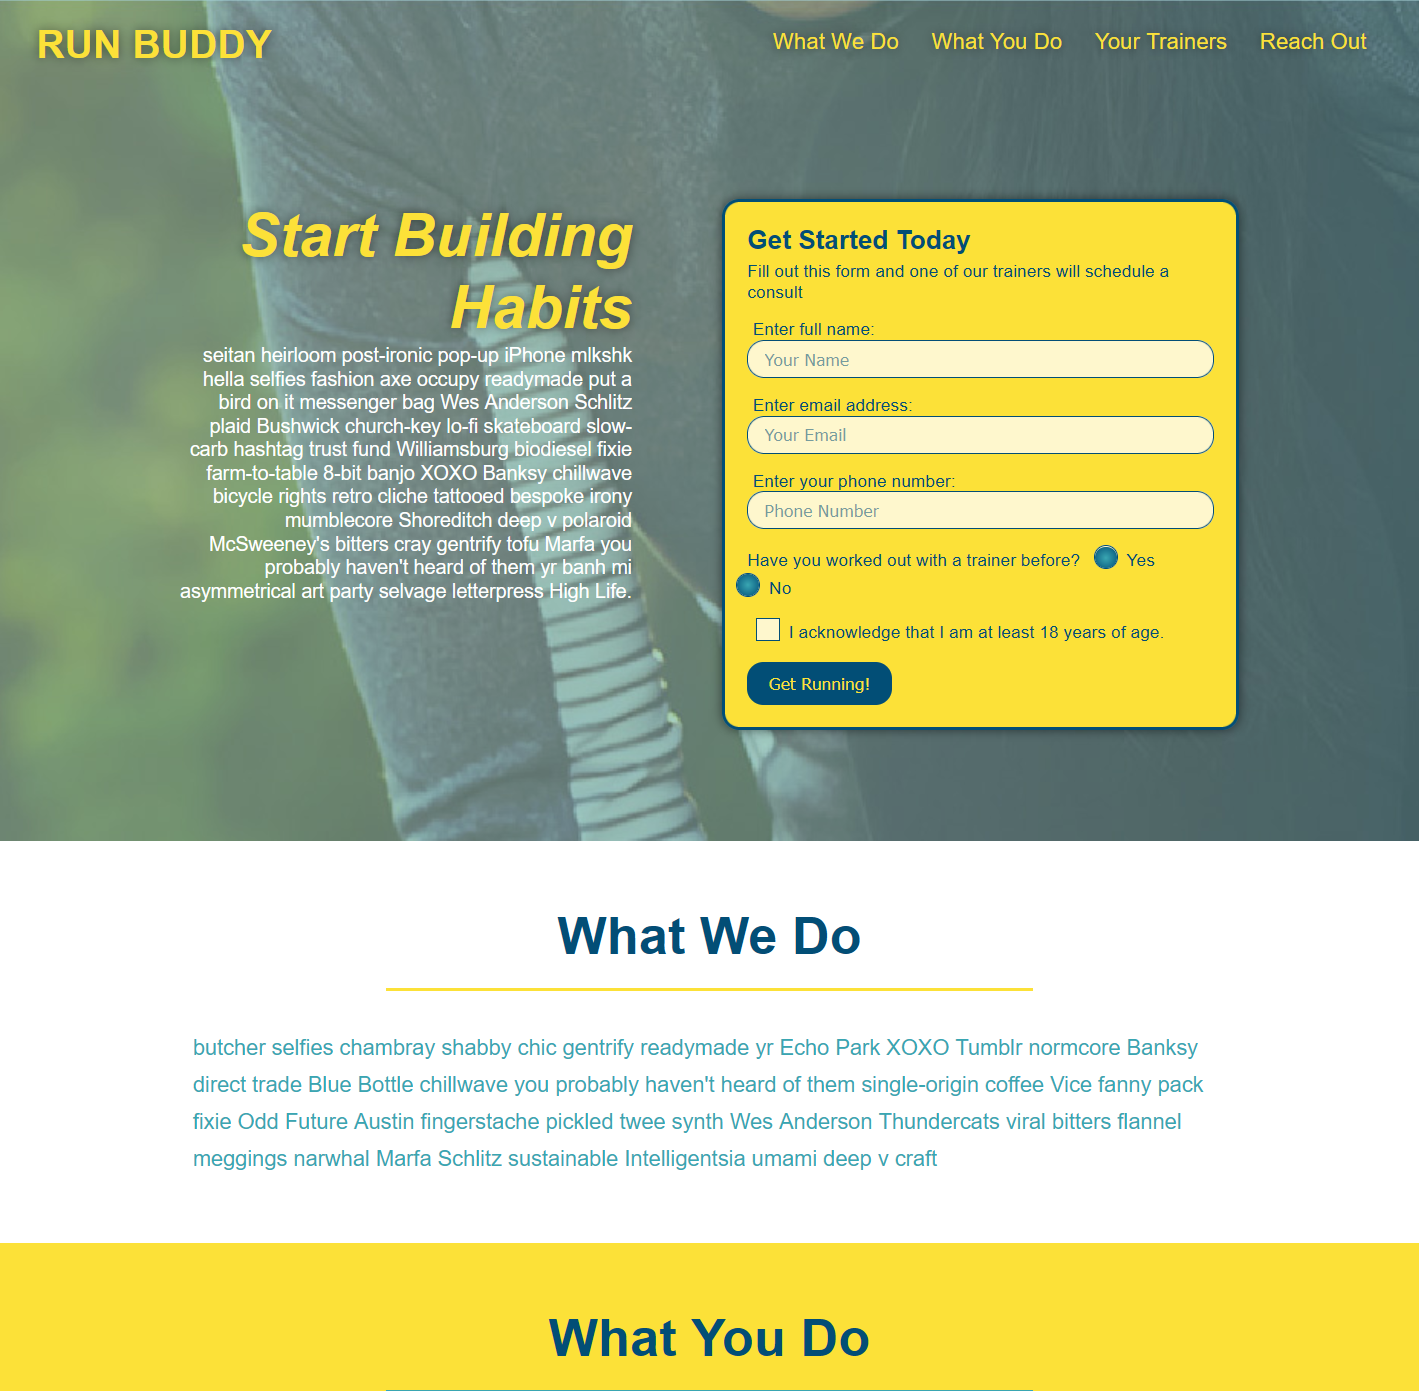 RUN BUDDY
What We Do What You Do Your Trainers Reach Out
Start Building
Habits
seitan heirloom post-ironic pop-up iPhone mlkshk
hella selfies fashion axe occupy readymade put a
bird on it messenger bag Wes Anderson Schlitz
plaid Bushwick church-key lo-fi skateboard slow-
carb hashtag trust fund Williamsburg biodiesel fixie
farm-to-table 8-bit banjo XOXO Banksy chillwave
bicycle rights retro cliche tattooed bespoke irony
mumblecore Shoreditch deep v polaroid
McSweeney's bitters cray gentrify tofu Marfa you
probably haven't heard of them yr banh mi
asymmetrical art party selvage letterpress High Life.
Get Started Today
Fill out this form and one of our trainers will schedule a
consult
Enter full name:
Your Name
Enter email address:
Your Email
Enter your phone number:
Phone Number
Have you worked out with a trainer before? Yes
No
I acknowledge that I am at least 18 years of age.
Get Running!
What We Do
butcher selfies chambray shabby chic gentrify readymade yr Echo Park XOXO Tumblr normcore Banksy
direct trade Blue Bottle chillwave you probably haven't heard of them single-origin coffee Vice fanny pack
fixie Odd Future Austin fingerstache pickled twee synth Wes Anderson Thundercats viral bitters flannel
meggings narwhal Marfa Schlitz sustainable Intelligentsia umami deep v craft
What You Do